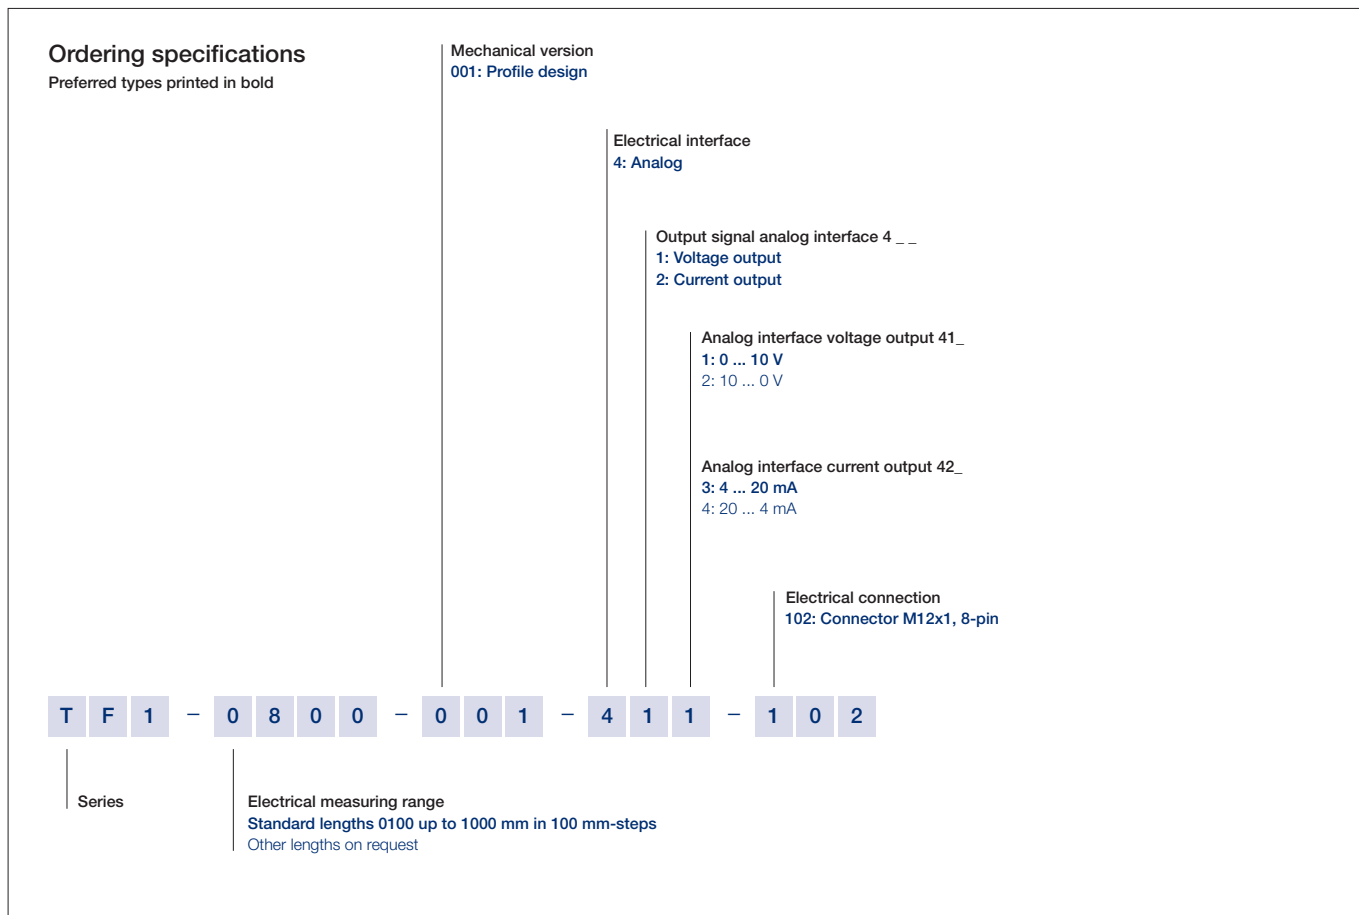 Ordering specifications
Preferred types printed in bold
Mechanical version
001: Profile design
Electrical interface
4: Analog
Output signal analog interface 4 _ _
1: Voltage output
2: Current output
Analog interface voltage output 41_
1: 0 ... 10 V
2: 10 ... 0 V
Analog interface current output 42_
3: 4 ... 20 mA
4: 20 ... 4 mA
Electrical connection
102: Connector M12x1, 8-pin
T F 1 – 0 8 0 0 – 0 0 1 – 4 1 1 – 1 0 2
Series
Electrical measuring range
Standard lengths 0100 up to 1000 mm in 100 mm-steps
Other lengths on request